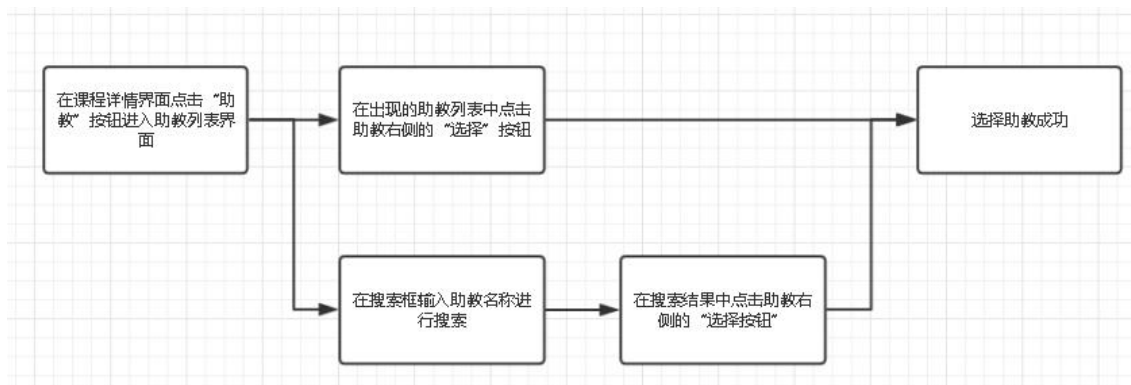 在课程详情界面点击“助
教”按钮进入助教列表界
面
在出现的助教列表中点击
助教右侧的“选择”按钮
选择助教成功
在搜索框输入助教名称进
行搜索
在搜索结果中点击助教右
侧的“选择按钮”